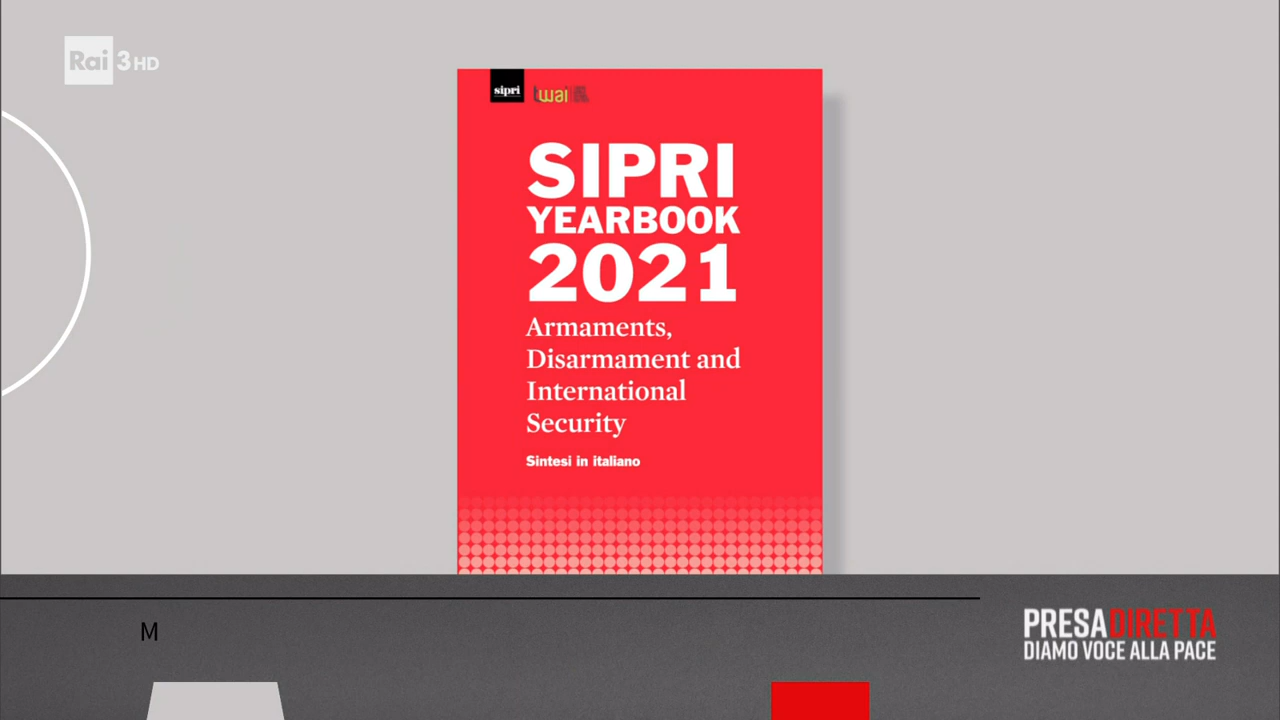 Rai 3 HD
sipri
twai
SIPRI
YEARBOOK
2021
Armaments,
Disarmament and
International
Security
Sintesi in italiano
M
PRESADIRETTA
DIAMO VOCE ALLA PACE